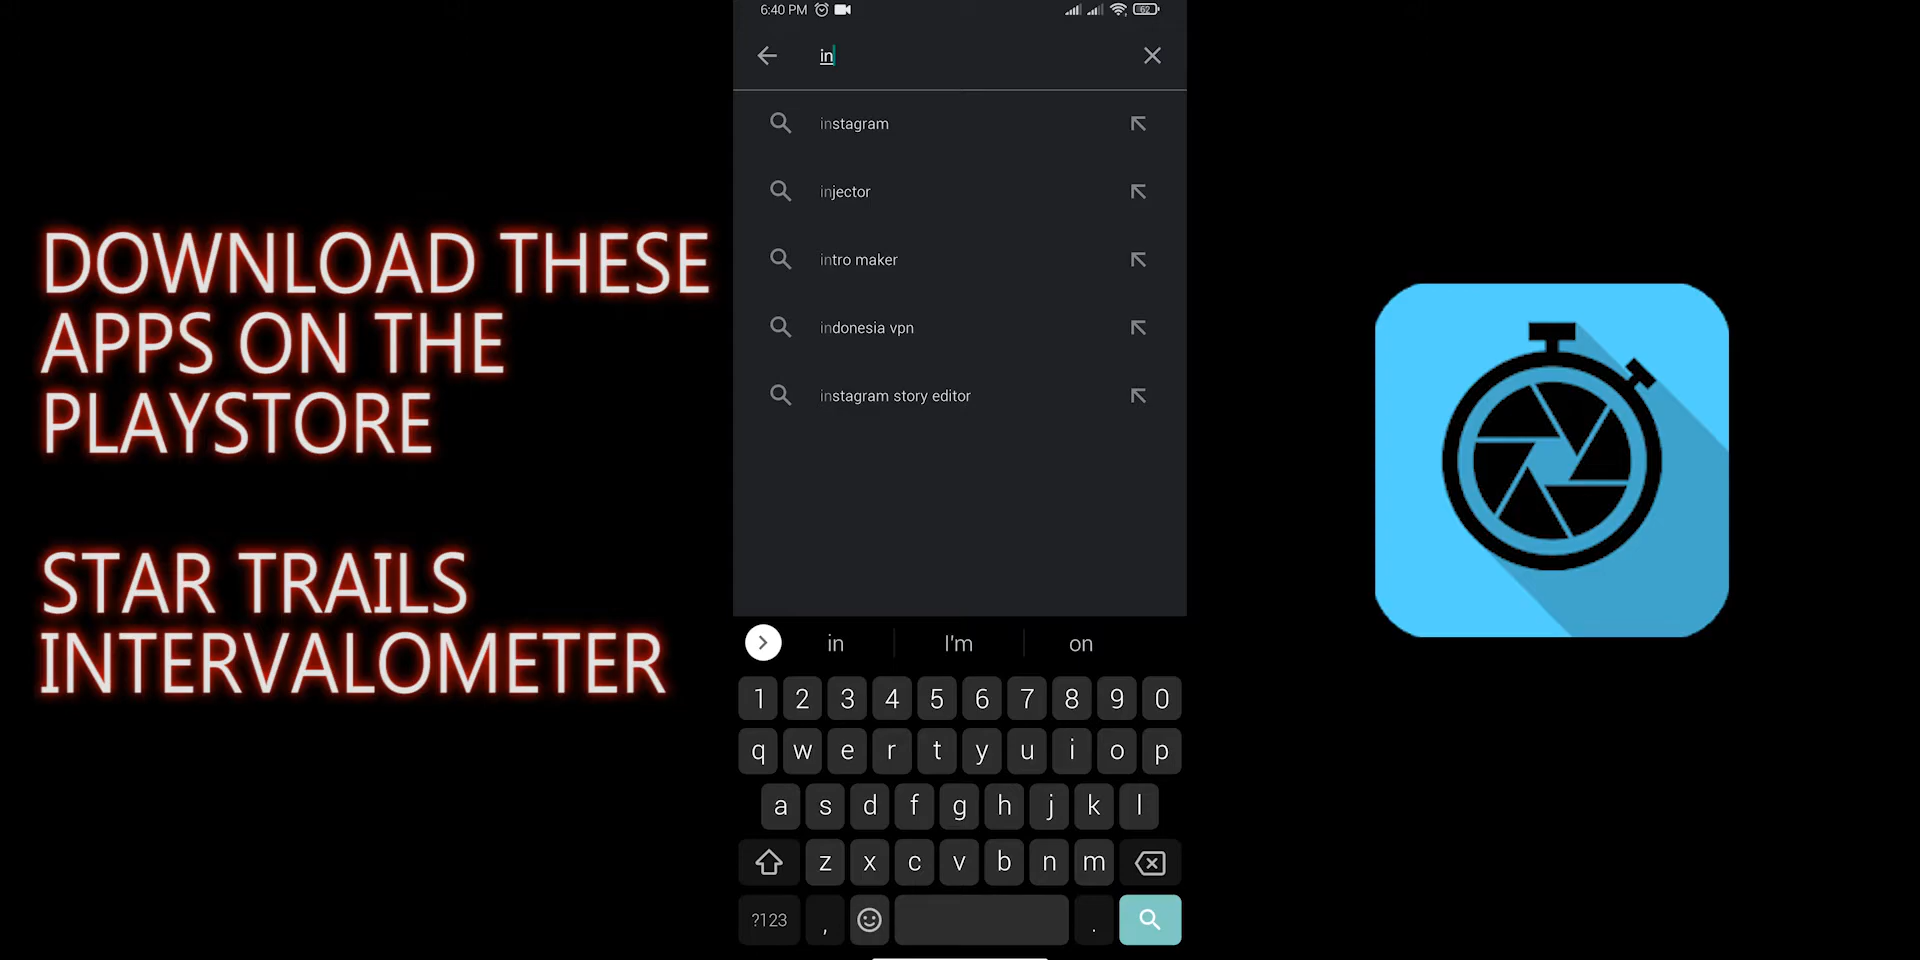 DOWNLOAD THESE
APPS ON THE
PLAYSTORE
STAR TRAILS
INTERVALOMETER
6:40 PM
62
in
instagram
injector
intro maker
indonesia vpn
instagram story editor
in I'm on
1 2 3 4 5 6 7 8 9 0
q w e r t y u i o p
a s d f g h j k l
z x c v b n m
?123 , .